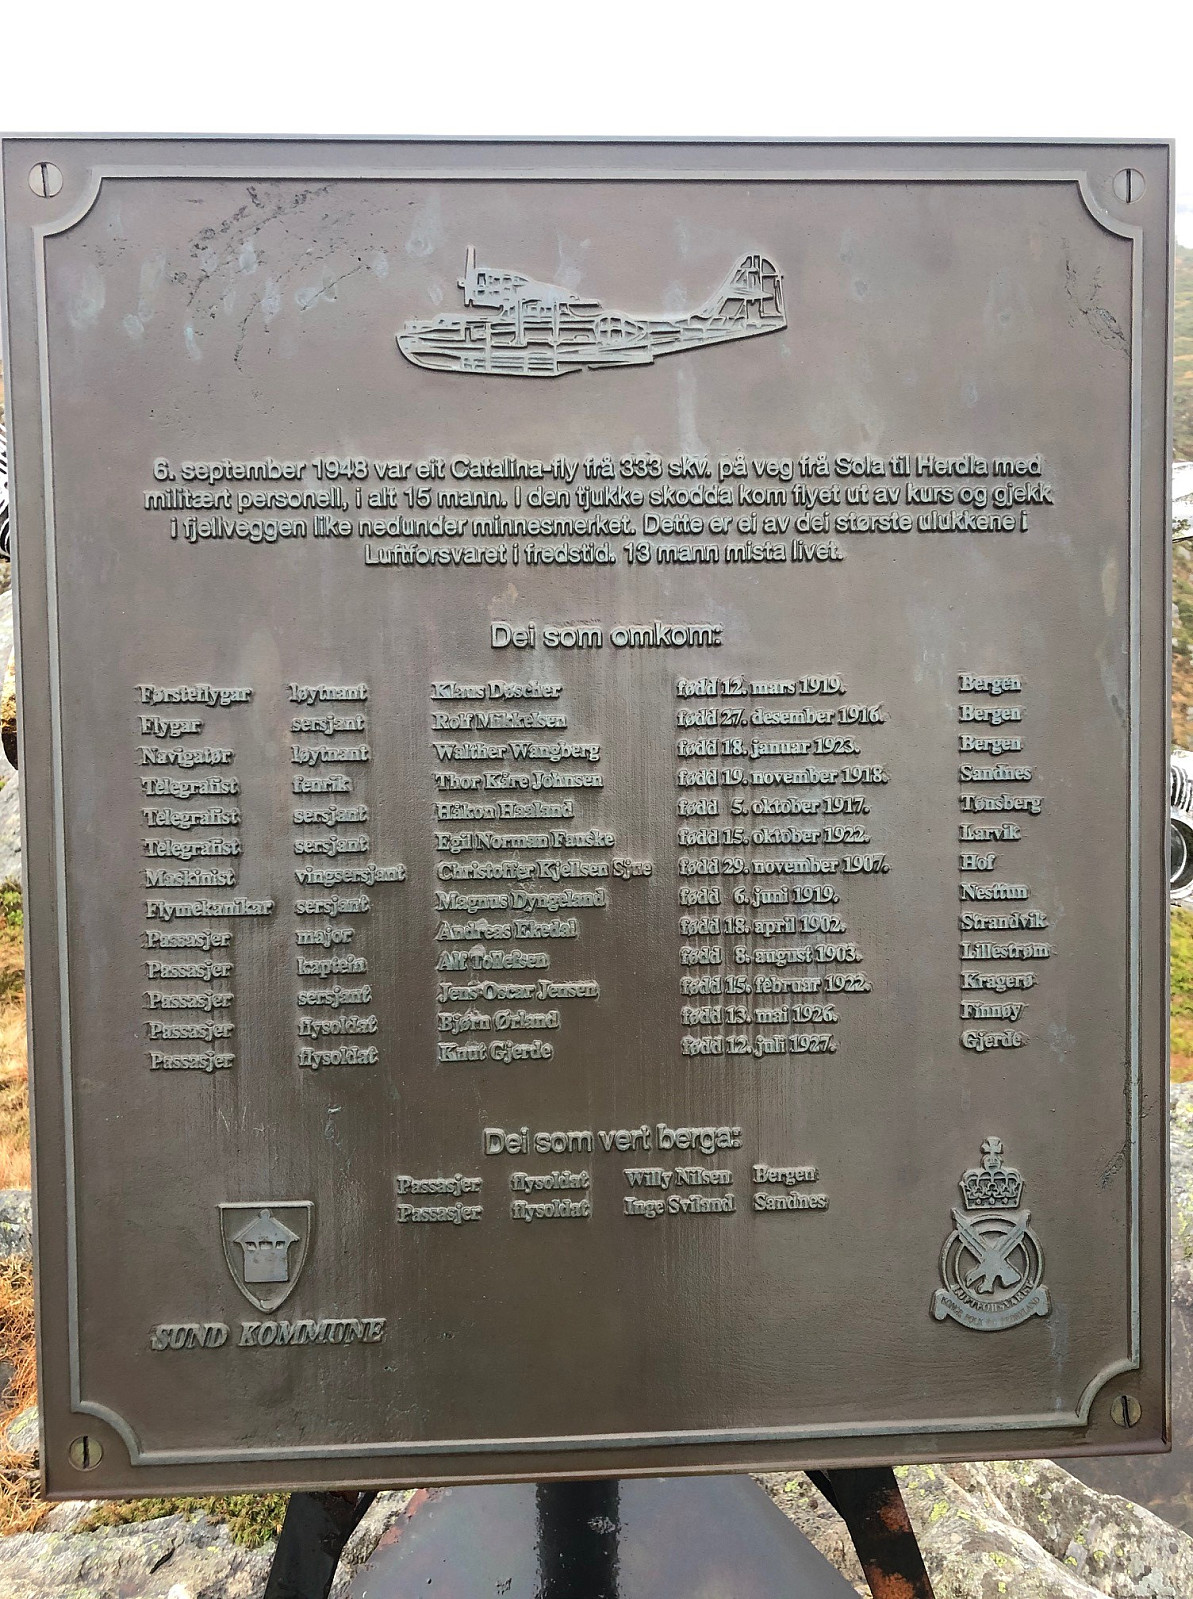 6. september 1948 var eit Catalina-fly frå 333 skv. på veg frå Sola til Herdla med
militært personell, i alt 15 mann. I den tjukke skodda kom flyet ut av kurs og gjekk
i fjellveggen like nedunder minnesmerket. Dette er ei av dei største ulukkene i
Luftforsvaret i fredstid. 13 mann mista livet.
Dei som omkom:
Førsteflygar løytnant Klaus Døscher fødd 12. mars 1919. Bergen
Flygar sersjant Rolf Mikkelsen fødd 27. desember 1916. Bergen
Navigatør løytnant Walther Wangberg fødd 18. januar 1923. Bergen
Telegrafist fenrik Thor Kåre Johnsen fødd 19. november 1918. Sandnes
Telegrafist sersjant Håkon Haaland fødd 5. oktober 1917. Tønsberg
Telegrafist sersjant Egil Norman Fauske fødd 15. oktober 1922. Larvik
Maskinist vingsersjant Christoffer Kjellsen Sjue fødd 29. november 1907. Hof
Flymekanikar sersjant Magnus Dyngeland fødd 6. juni 1919. Nesttun
Passasjer major Andreas Ekedal fødd 18. april 1902. Strandvik
Passasjer kaptein Alf Tollefsen fødd 8. august 1903. Lillestrøm
Passasjer sersjant Jens Oscar Jensen fødd 15. februar 1922. Kragerø
Passasjer flysoldat Bjørn Ørland fødd 13. mai 1926. Finnøy
Passasjer flysoldat Knut Gjerde fødd 12. juli 1927. Gjerde
Dei som vert berga:
Passasjer flysoldat Willy Nilsen Bergen
Passasjer flysoldat Inge Sviland Sandnes
SUND KOMMUNE
LUFTFORSVARET